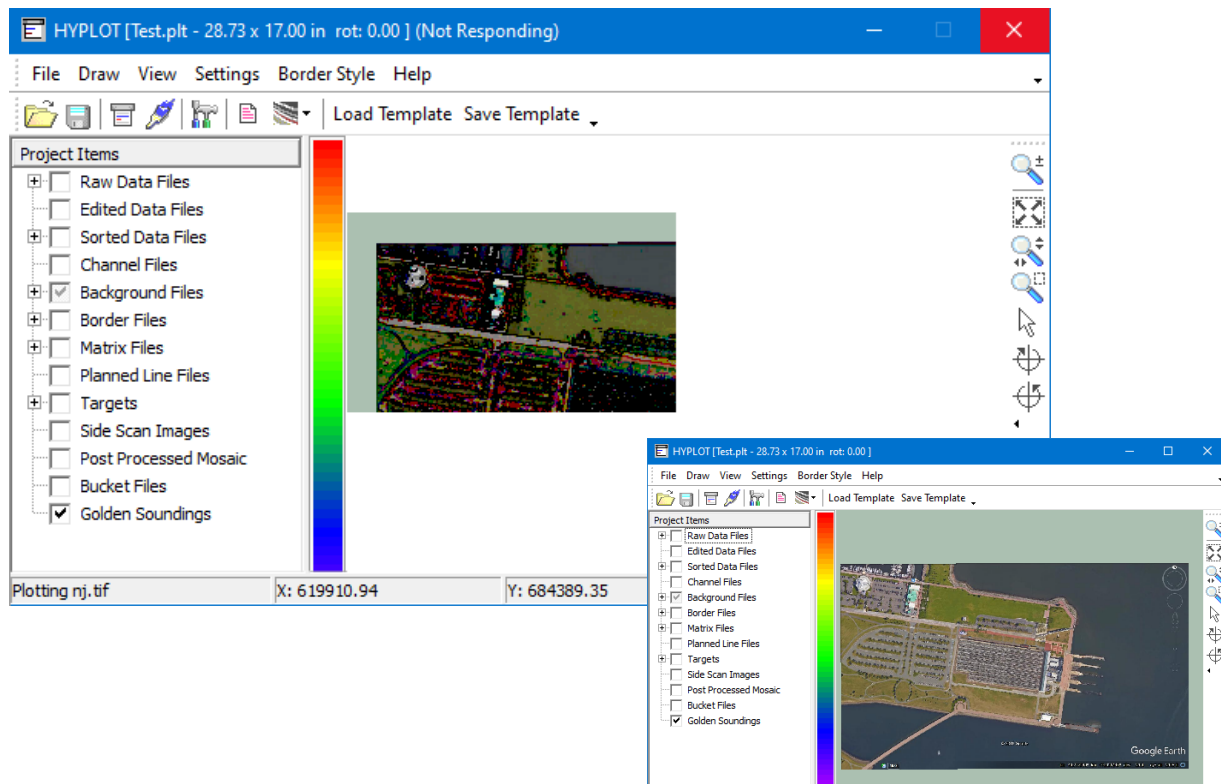 HYPLOT [Test.plt - 28.73 x 17.00 in  rot: 0.00 ] (Not Responding)
File Draw View Settings Border Style Help
Load Template Save Template
Project Items
Raw Data Files
Edited Data Files
Sorted Data Files
Channel Files
Background Files
Border Files
Matrix Files
Planned Line Files
Targets
Side Scan Images
Post Processed Mosaic
Bucket Files
Golden Soundings
Plotting nj.tif X: 619910.94 Y: 684389.35
HYPLOT [Test.plt - 28.73 x 17.00 in  rot: 0.00 ]
File Draw View Settings Border Style Help
Load Template Save Template
Project Items
Raw Data Files
Edited Data Files
Sorted Data Files
Channel Files
Background Files
Border Files
Matrix Files
Planned Line Files
Targets
Side Scan Images
Post Processed Mosaic
Bucket Files
Golden Soundings
Google Earth